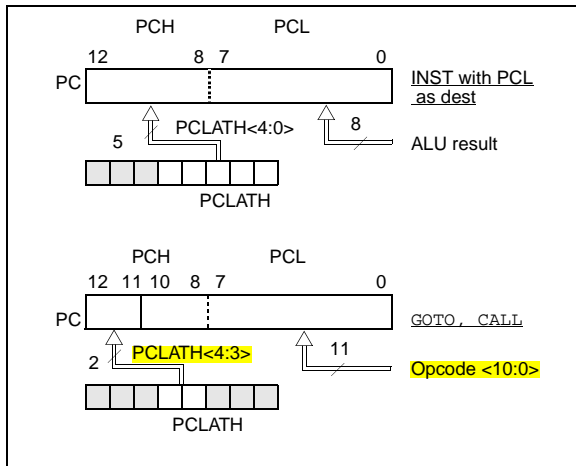 PCH PCL
12 8 7 0
PC INST with PCL
as dest
5 PCLATH<4:0> 8
ALU result
PCLATH
PCH PCL
12 11 10 8 7 0
PC GOTO, CALL
2 PCLATH<4:3> 11
Opcode <10:0>
PCLATH